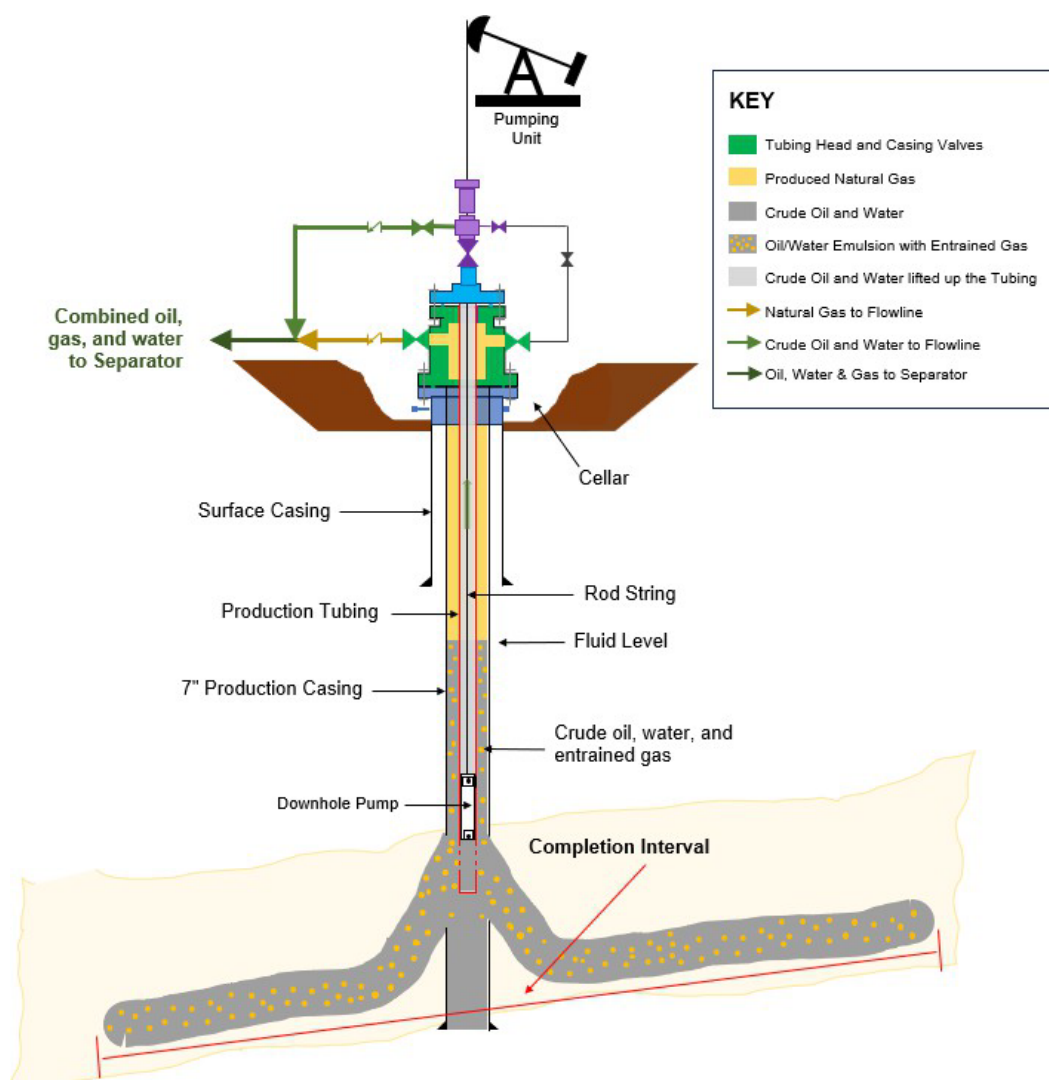 Pumping
Unit
KEY
Tubing Head and Casing Valves
Produced Natural Gas
Crude Oil and Water
Oil/Water Emulsion with Entrained Gas
Crude Oil and Water lifted up the Tubing
Natural Gas to Flowline
Crude Oil and Water to Flowline
Oil, Water & Gas to Separator
Combined oil,
gas, and water
to Separator
Cellar
Surface Casing
Rod String
Production Tubing
Fluid Level
7" Production Casing
Crude oil, water, and
entrained gas
Downhole Pump
Completion Interval